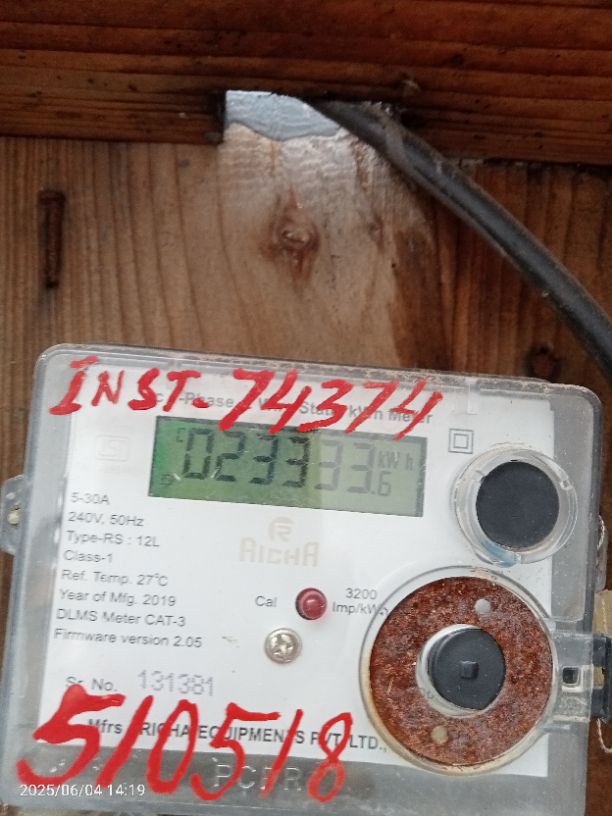 INST-74374
-Phase Wire Static kWh Meter
023333.6 kWh
5-30A
240V, 50Hz
Type-RS : 12L
Class-1
Ref. Temp. 27°C
Year of Mfg. 2019
DLMS Meter CAT-3
Firmware version 2.05
RICHA
Cal
3200
Imp/kWh
Sr. No. 131381
Mfrs RICHA EQUIPMENTS PVT. LTD.,
510518
2025/06/04 14:19